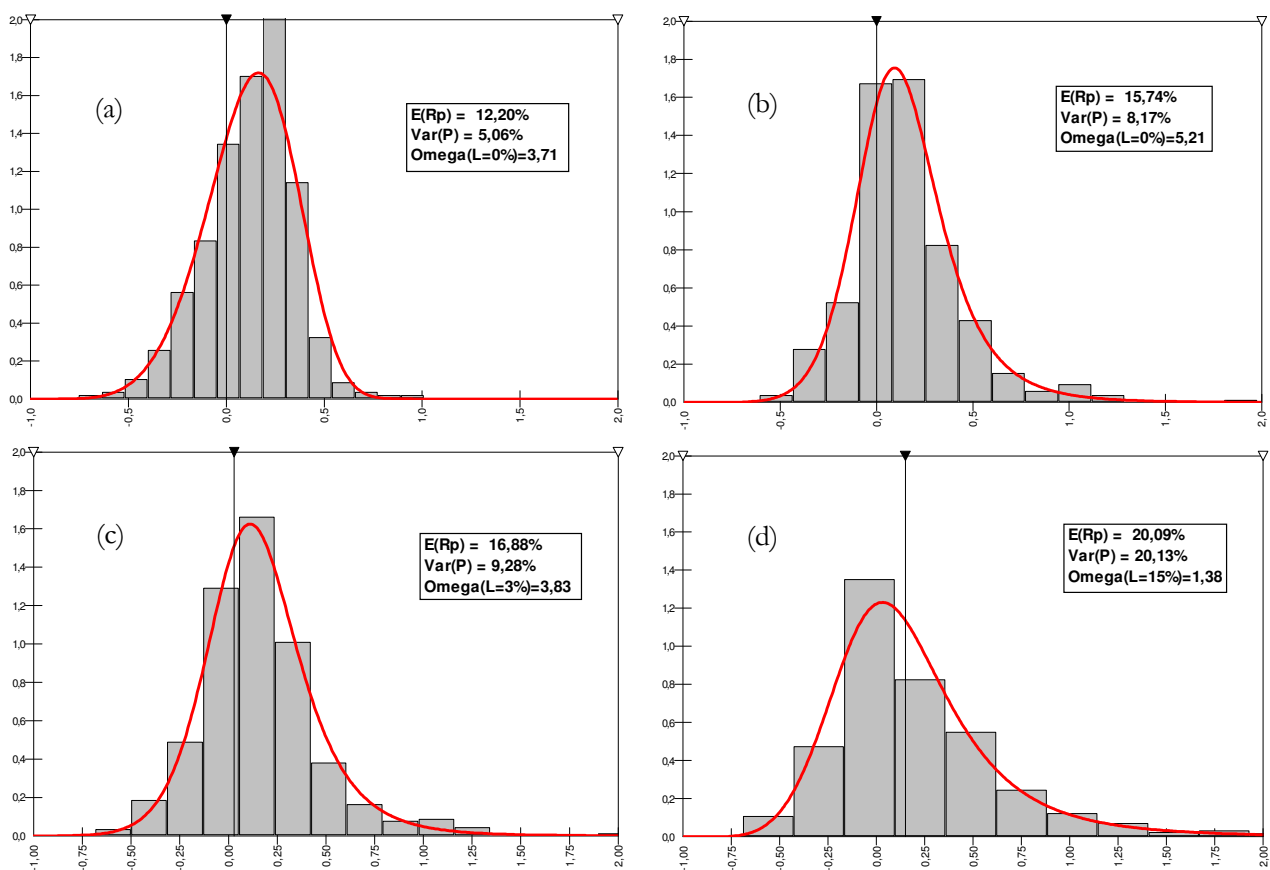 2,0
1,8
1,6
1,4
1,2
1,0
0,8
0,6
0,4
0,2
0,0
(a)
E(Rp) = 12,20%
Var(P) = 5,06%
Omega(L=0%)=3,71
-1,0 -0,5 0,0 0,5 1,0 1,5 2,0
2,0
1,8
1,6
1,4
1,2
1,0
0,8
0,6
0,4
0,2
0,0
(b)
E(Rp) = 15,74%
Var(P) = 8,17%
Omega(L=0%)=5,21
-1,0 -0,5 0,0 0,5 1,0 1,5 2,0
2,0
1,8
1,6
1,4
1,2
1,0
0,8
0,6
0,4
0,2
0,0
(c)
E(Rp) = 16,88%
Var(P) = 9,28%
Omega(L=3%)=3,83
-1,00 -0,75 -0,50 -0,25 0,00 0,25 0,50 0,75 1,00 1,25 1,50 1,75 2,00
2,0
1,8
1,6
1,4
1,2
1,0
0,8
0,6
0,4
0,2
0,0
(d)
E(Rp) = 20,09%
Var(P) = 20,13%
Omega(L=15%)=1,38
-1,00 -0,75 -0,50 -0,25 0,00 0,25 0,50 0,75 1,00 1,25 1,50 1,75 2,00